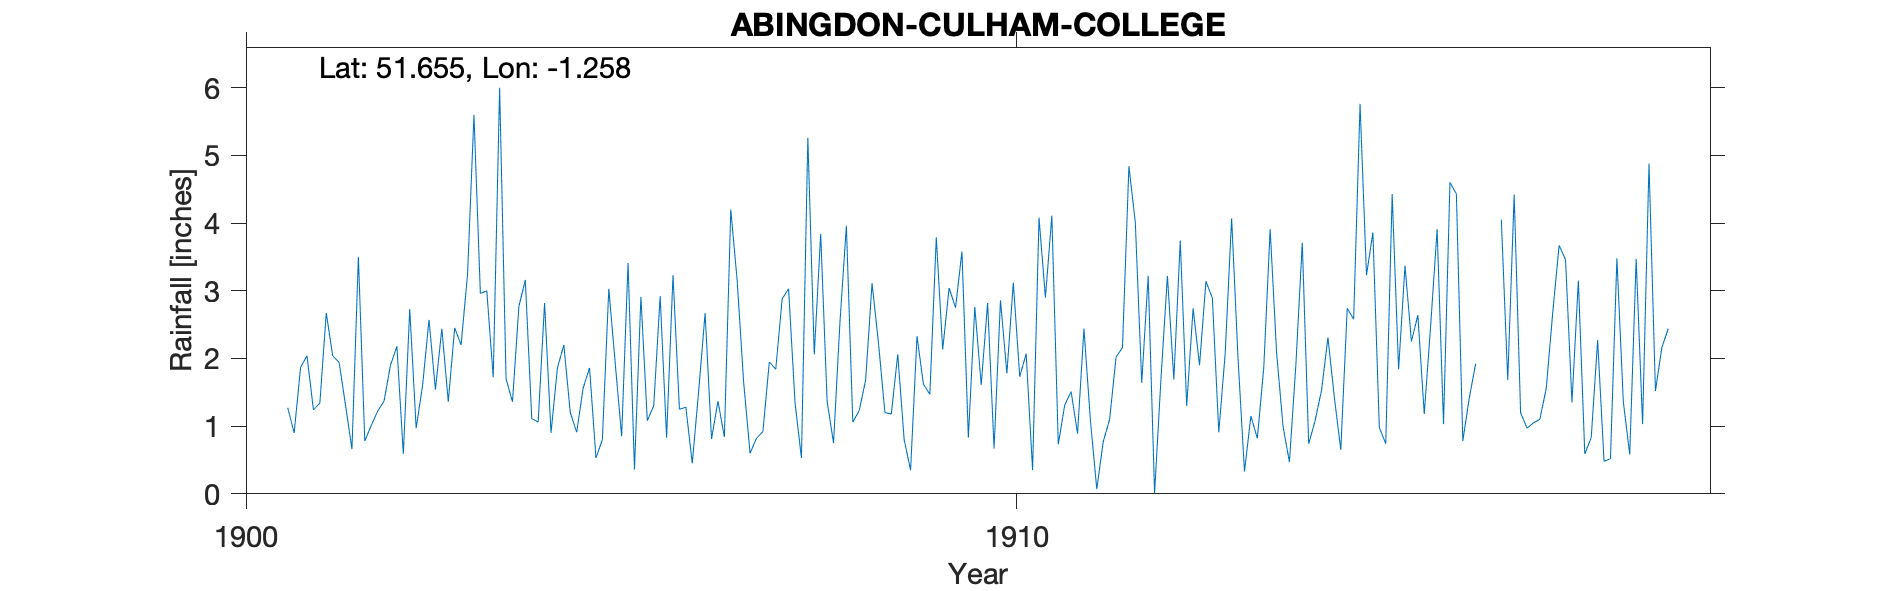 ABINGDON-CULHAM-COLLEGE
Lat: 51.655, Lon: -1.258
6
5
4
3
2
1
0
Rainfall [inches]
1900 1910
Year